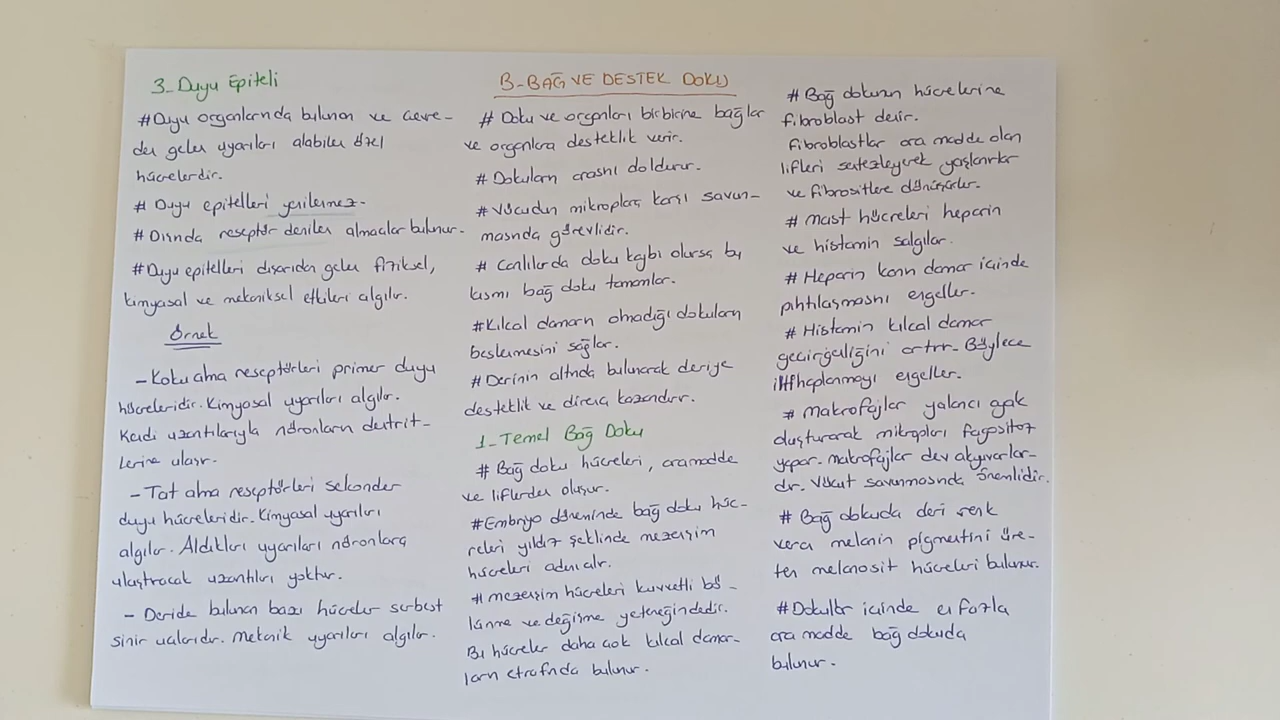 3_Duyu Epiteli
#Duyu organlarında bulunan ve çevre-
den gelen uyarıları alabilen özel
hücrelerdir.
# Duyu epitelleri yenilenmez.
# Dışında reseptör denilen almaçlar bulunur.
#Duyu epitelleri dışarıdan gelen fiziksel,
kimyasal ve mekaniksel etkileri algılar.
Örnek
-Koku alma reseptörleri primer duyu
hücreleridir. Kimyasal uyarıları algılar.
Kendi uzantılarıyla nöronların dentrit-
lerine ulaşır.
-Tat alma reseptörleri sekonder
duyu hücreleridir. Kimyasal uyarıları
algılar. Aldıkları uyarıları nöronlara
ulaştıracak uzantıları yoktur.
- Deride bulunan bazı hücreler serbest
sinir uçlarıdır. Mekanik uyarıları algılar.
B-BAĞ VE DESTEK DOKU
# Doku ve organları birbirine bağlar
ve organlara desteklik verir.
# Dokuların arasını doldurur.
#Vücudun mikroplara karşı savun-
masında görevlidir.
# Canlılarda doku kaybı olursa bu
kısmı bağ doku tamamlar.
#Kılcal damarın olmadığı dokuların
beslenmesini sağlar.
#Derinin altında bulunarak deriye
desteklik ve direnç kazandırır.
1-Temel Bağ Doku
# Bağ doku hücreleri, ara madde
ve liflerden oluşur.
#Embriyo döneminde bağ doku hüc-
releri yıldız şeklinde mezenşim
hücreleri adını alır.
# mezenşim hücreleri kuvvetli bö-
lünme ve değişme yeteneğindedir.
Bu hücreler daha çok kılcal damar-
ların etrafında bulunur.
# Bağ dokunun hücrelerine
fibroblast denir.
Fibroblastlar ara madde olan
lifleri sentezleyerek yaşlanırlar
ve fibrositlere dönüşürler.
# mast hücreleri heparin
ve histamin salgılar.
# Heparin kanın damar içinde
pıhtılaşmasını engeller.
# Histamin kılcal damar
geçirgenliğini artırır. Böylece
iltihaplanmayı engeller.
# makrofajlar yalancı ayak
oluşturarak mikropları fagositoz
yapar. makrofajlar dev akyuvarlar-
dır. Vücut savunmasında önemlidir.
# Bağ dokuda deri renk
veren melanin pigmentini üre-
ten melanosit hücreleri bulunur.
#Dokular içinde en fazla
ara madde bağ dokuda
bulunur.